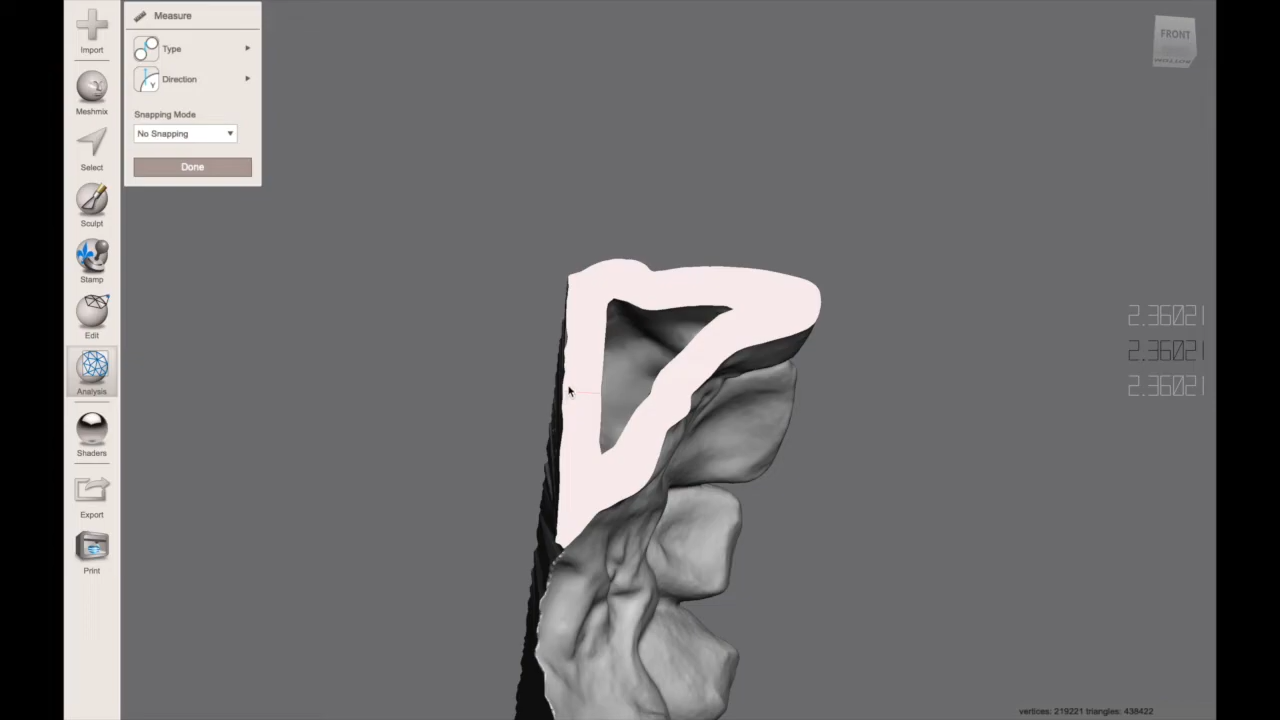 Import
Meshmix
Select
Sculpt
Stamp
Edit
Analysis
Shaders
Export
Print
Measure
Type
Y
Direction
Snapping Mode
No Snapping
Done
FRONT
BOTTOM
2.36021
2.36021
2.36021
vertices: 219221 triangles: 438422